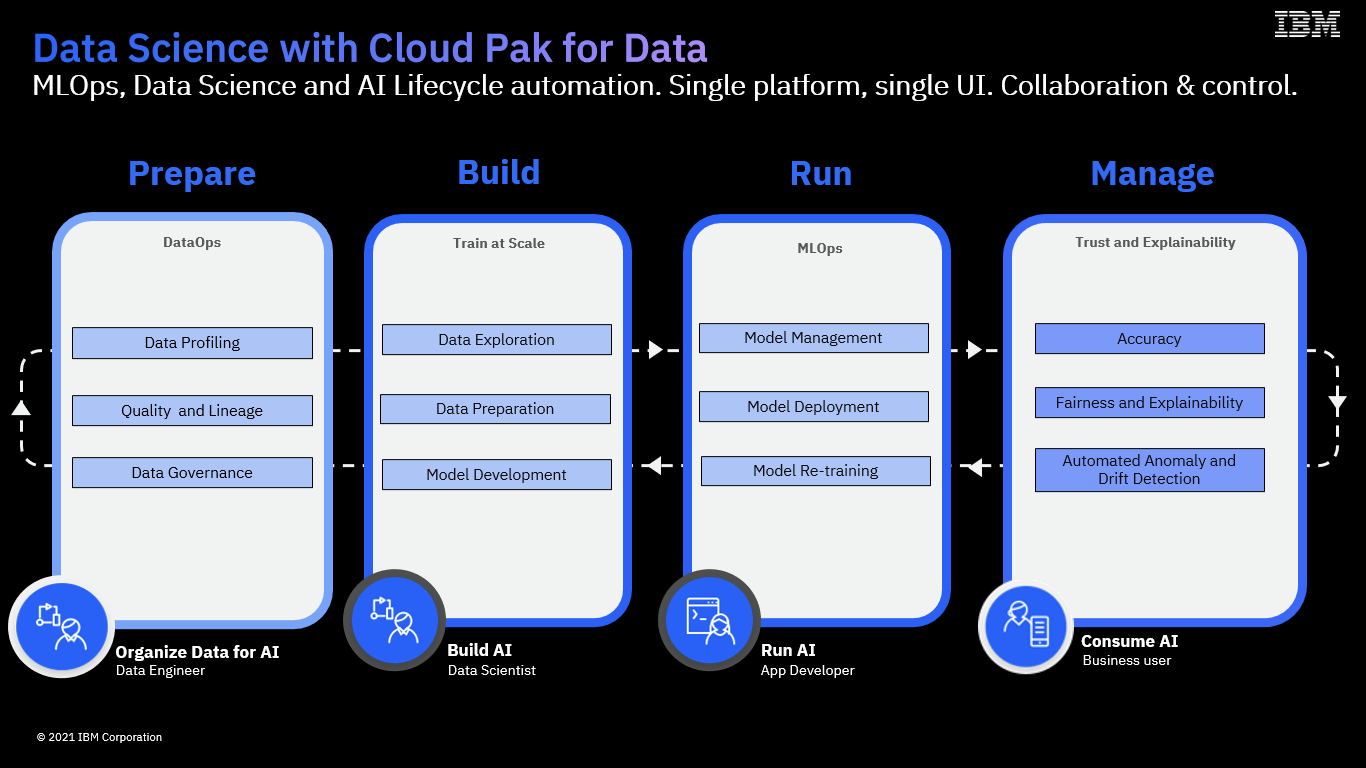 IBM
Data Science with Cloud Pak for Data
MLOps, Data Science and AI Lifecycle automation. Single platform, single UI. Collaboration & control.
Prepare
DataOps
Data Profiling
Quality and Lineage
Data Governance
Organize Data for AI
Data Engineer
Build
Train at Scale
Data Exploration
Data Preparation
Model Development
Build AI
Data Scientist
Run
MLOps
Model Management
Model Deployment
Model Re-training
Run AI
App Developer
Manage
Trust and Explainability
Accuracy
Fairness and Explainability
Automated Anomaly and
Drift Detection
Consume AI
Business user
© 2021 IBM Corporation